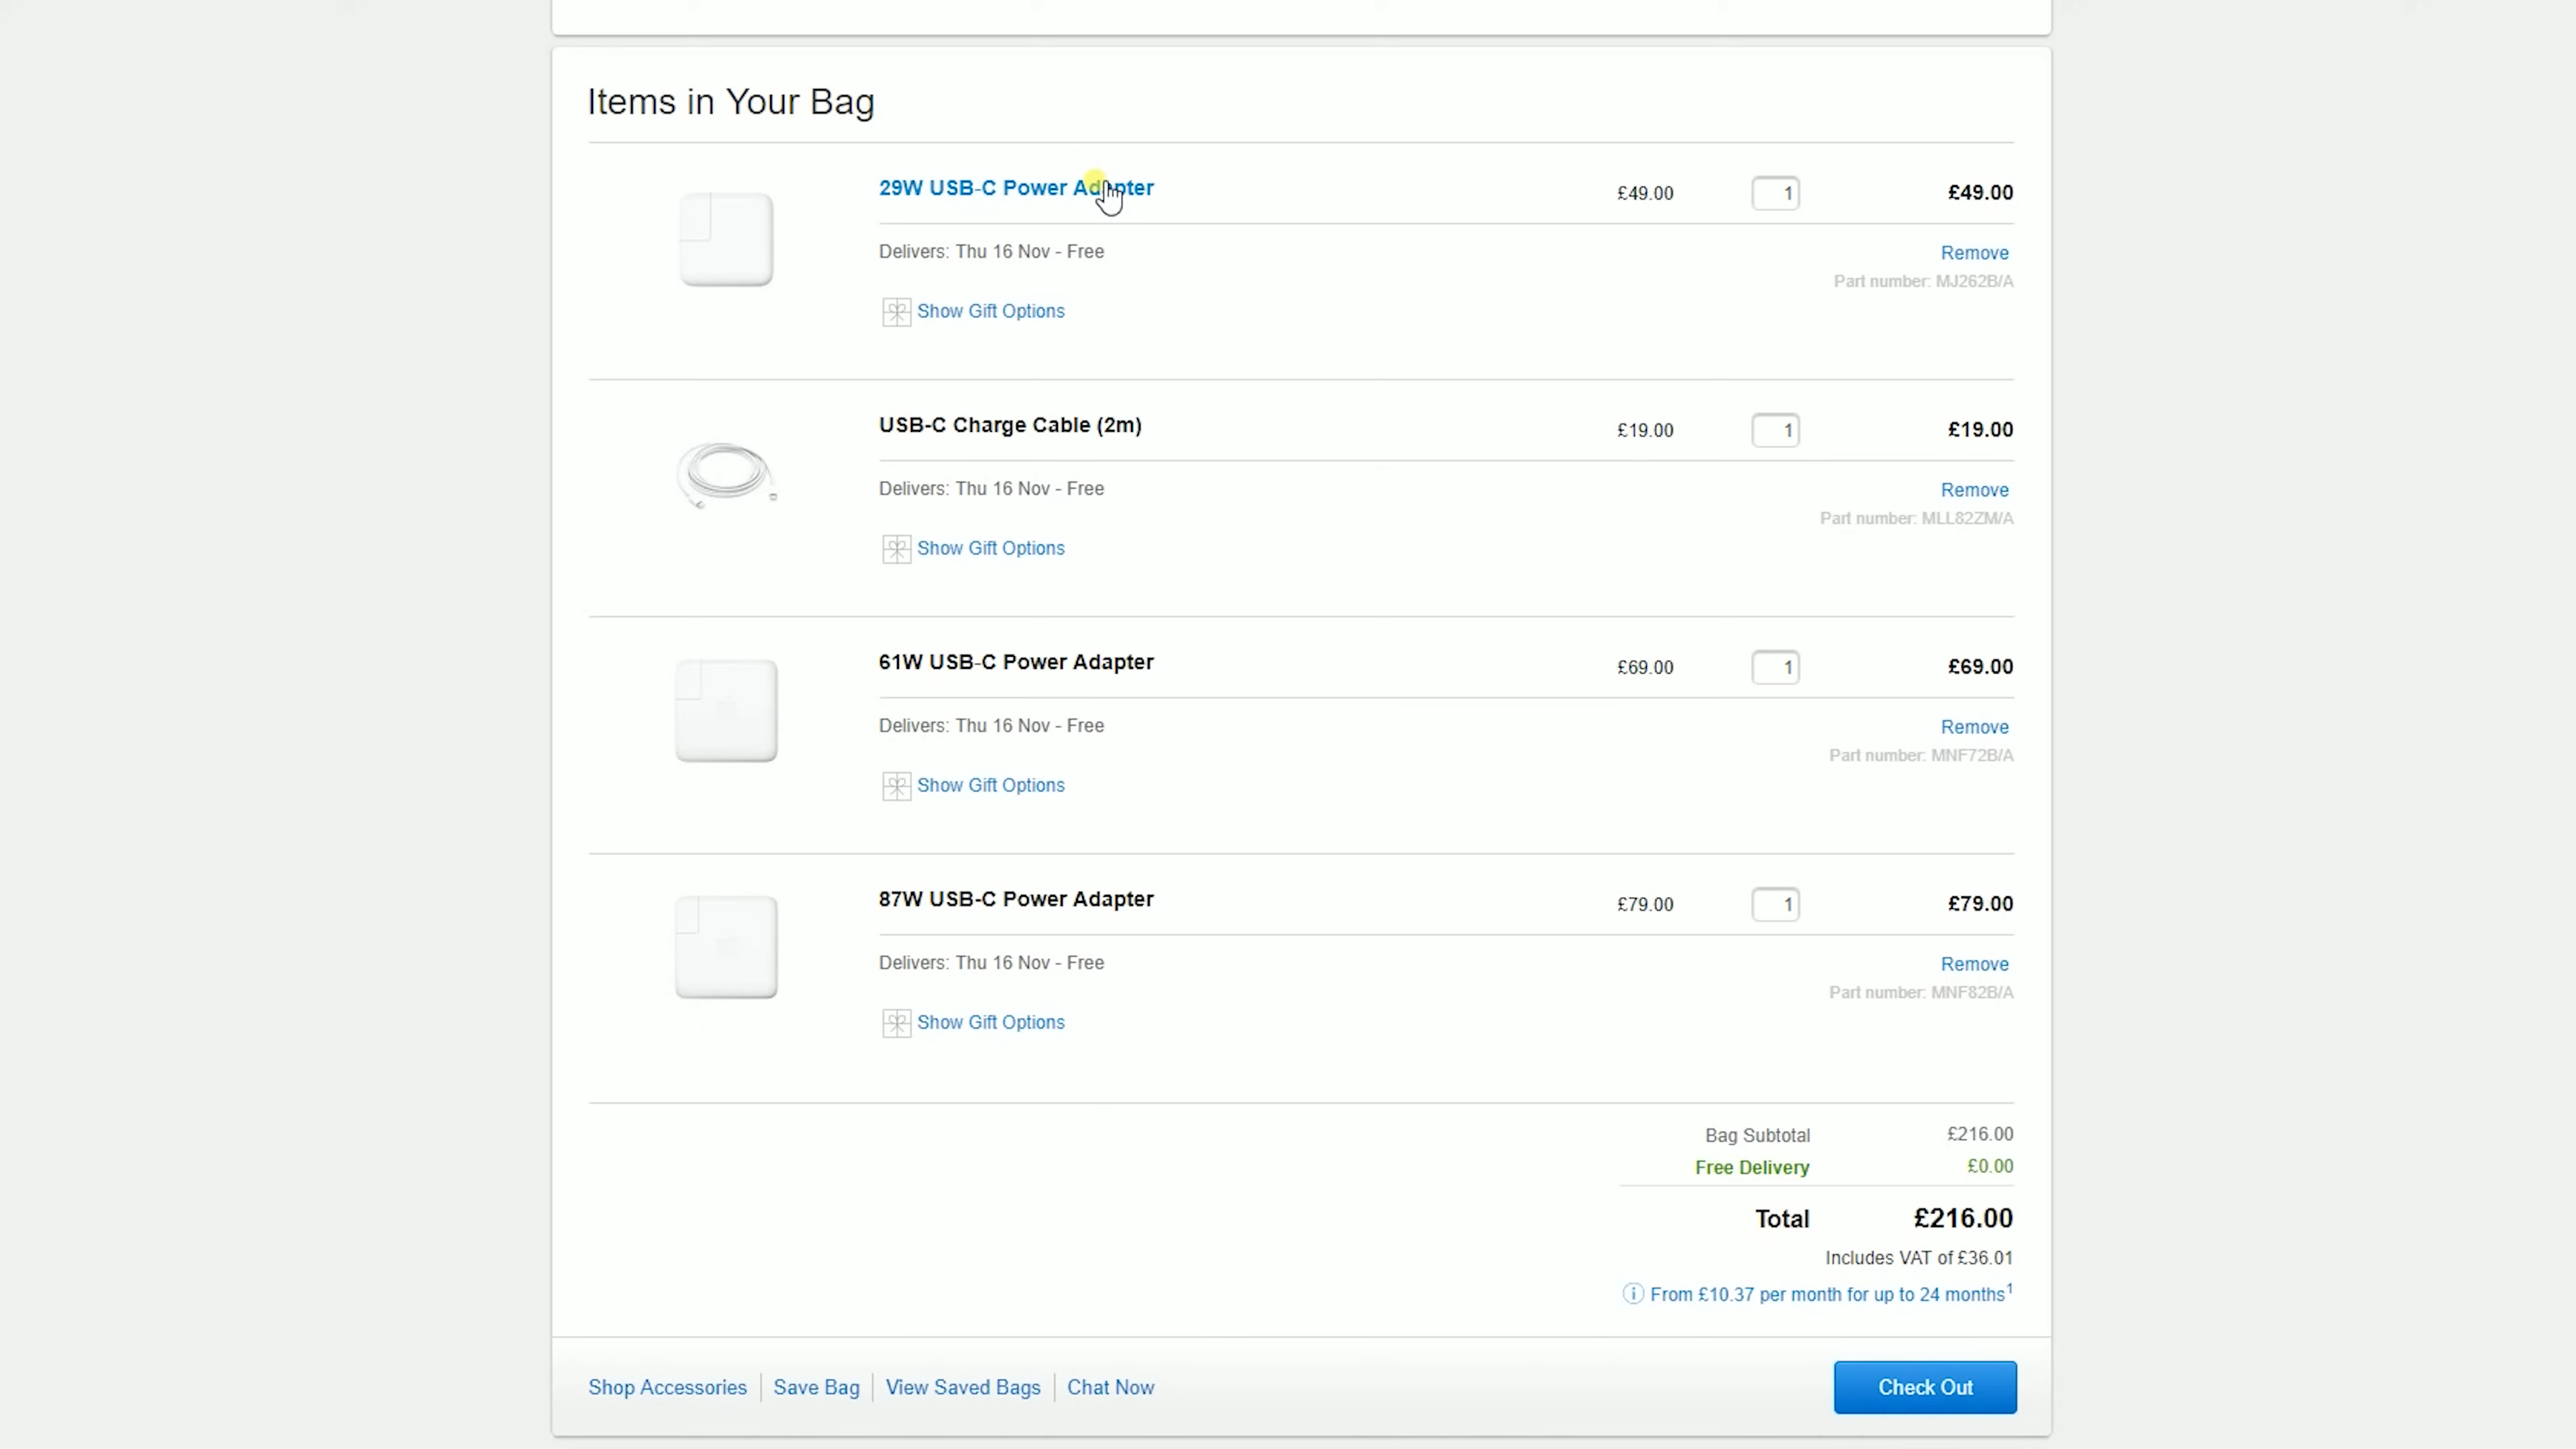 Items in Your Bag
29W USB-C Power Adapter £49.00 1 £49.00
Delivers: Thu 16 Nov - Free Remove
Part number: MJ262B/A
Show Gift Options
USB-C Charge Cable (2m) £19.00 1 £19.00
Delivers: Thu 16 Nov - Free Remove
Part number: MLL82ZM/A
Show Gift Options
61W USB-C Power Adapter £69.00 1 £69.00
Delivers: Thu 16 Nov - Free Remove
Part number: MNF72B/A
Show Gift Options
87W USB-C Power Adapter £79.00 1 £79.00
Delivers: Thu 16 Nov - Free Remove
Part number: MNF82B/A
Show Gift Options
Bag Subtotal £216.00
Free Delivery £0.00
Total £216.00
Includes VAT of £36.01
From £10.37 per month for up to 24 months¹
Shop Accessories Save Bag View Saved Bags Chat Now Check Out